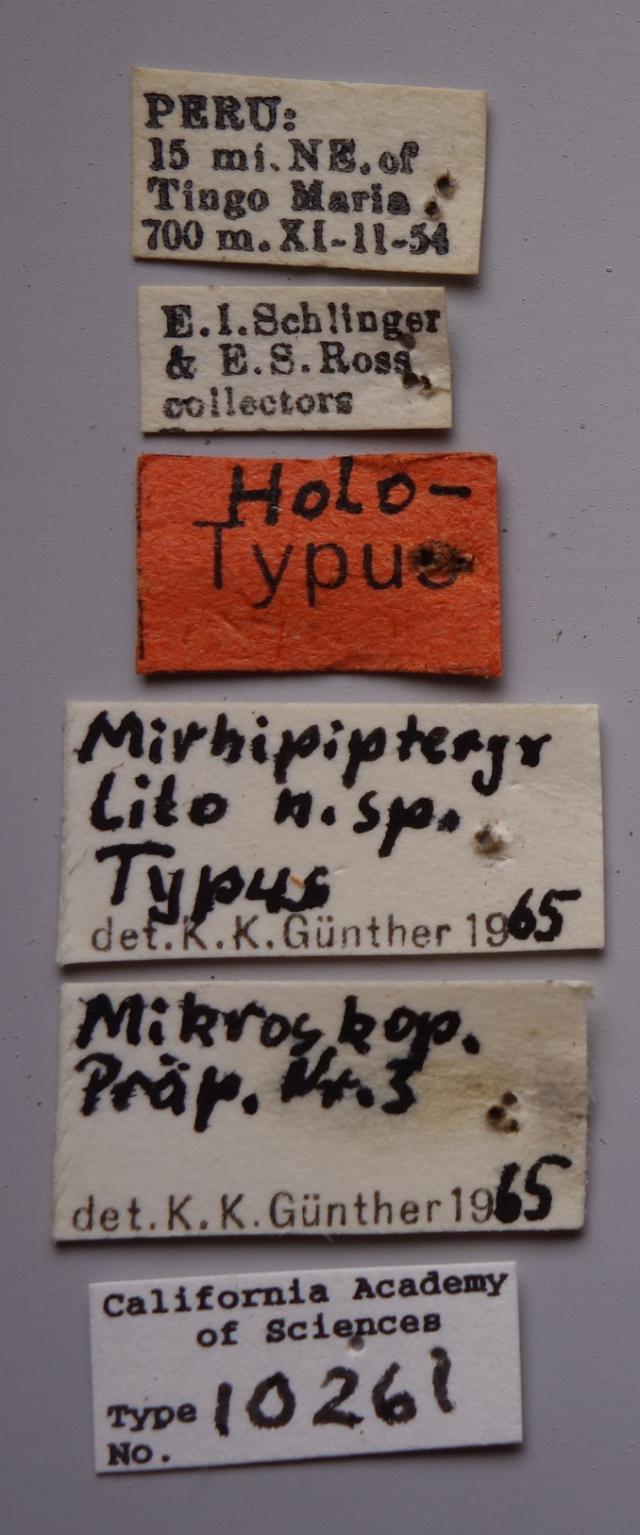 PERU:
15 mi. NE. of
Tingo Maria
700 m. XI-11-54
E.I.Schlinger
& E.S.Ross
collectors
Holo-
Typus
Mirhipipteryx
lilo n.sp.
Typus
det.K.K.Günther 1965
Mikroskop.
Präp. Nr.3
det.K.K.Günther 1965
California Academy
of Sciences
Type 10261
No.